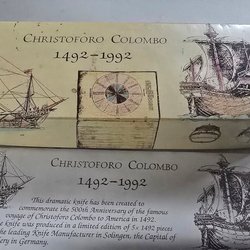 CHRISTOFORO COLOMBO
1492-1992
CHRISTOFORO COLOMBO
1492-1992
This dramatic knife has been created to
commemorate the 500th Anniversary of the famous
voyage of Christoforo Colombo to America in 1492.
knife was produced in a limited edition of 5x 1492 pieces
the leading Knife Manufacturer in Solingen, the Capital of
ery in Germany.